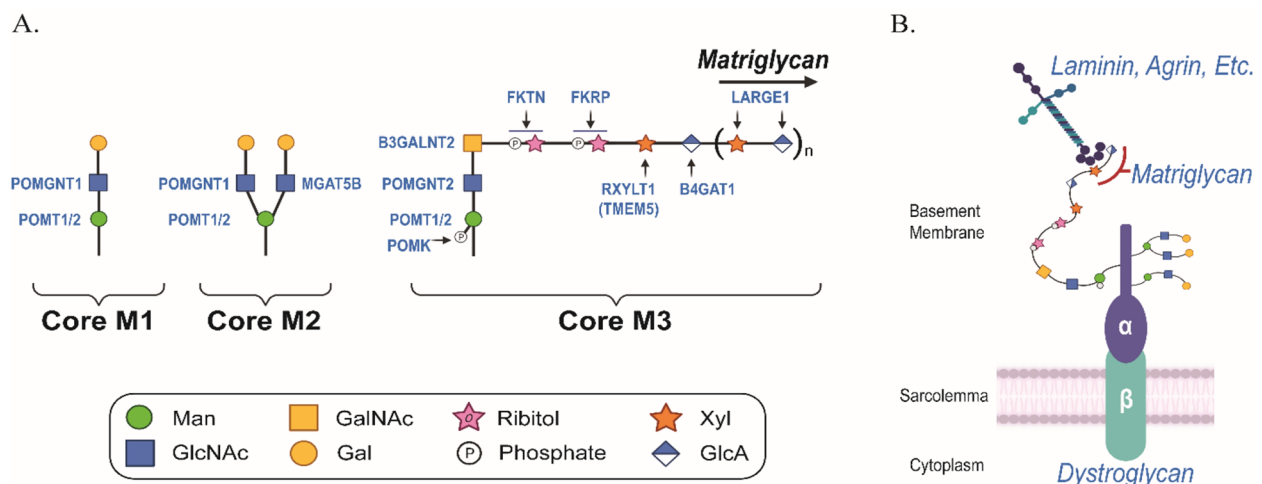 A.
Matriglycan
FKTN
FKRP
LARGE1
B3GALNT2
P
P
n
POMGNT1
POMGNT1
MGAT5B
POMGNT2
RXYLT1
(TMEM5)
B4GAT1
POMT1/2
POMT1/2
POMT1/2
P
POMK
Core M1
Core M2
Core M3
Man
GalNAc
Ribitol
Xyl
GlcNAc
Gal
P
Phosphate
GlcA
B.
Laminin, Agrin, Etc.
Matriglycan
Basement
Membrane
α
Sarcolemma
β
Cytoplasm
Dystroglycan